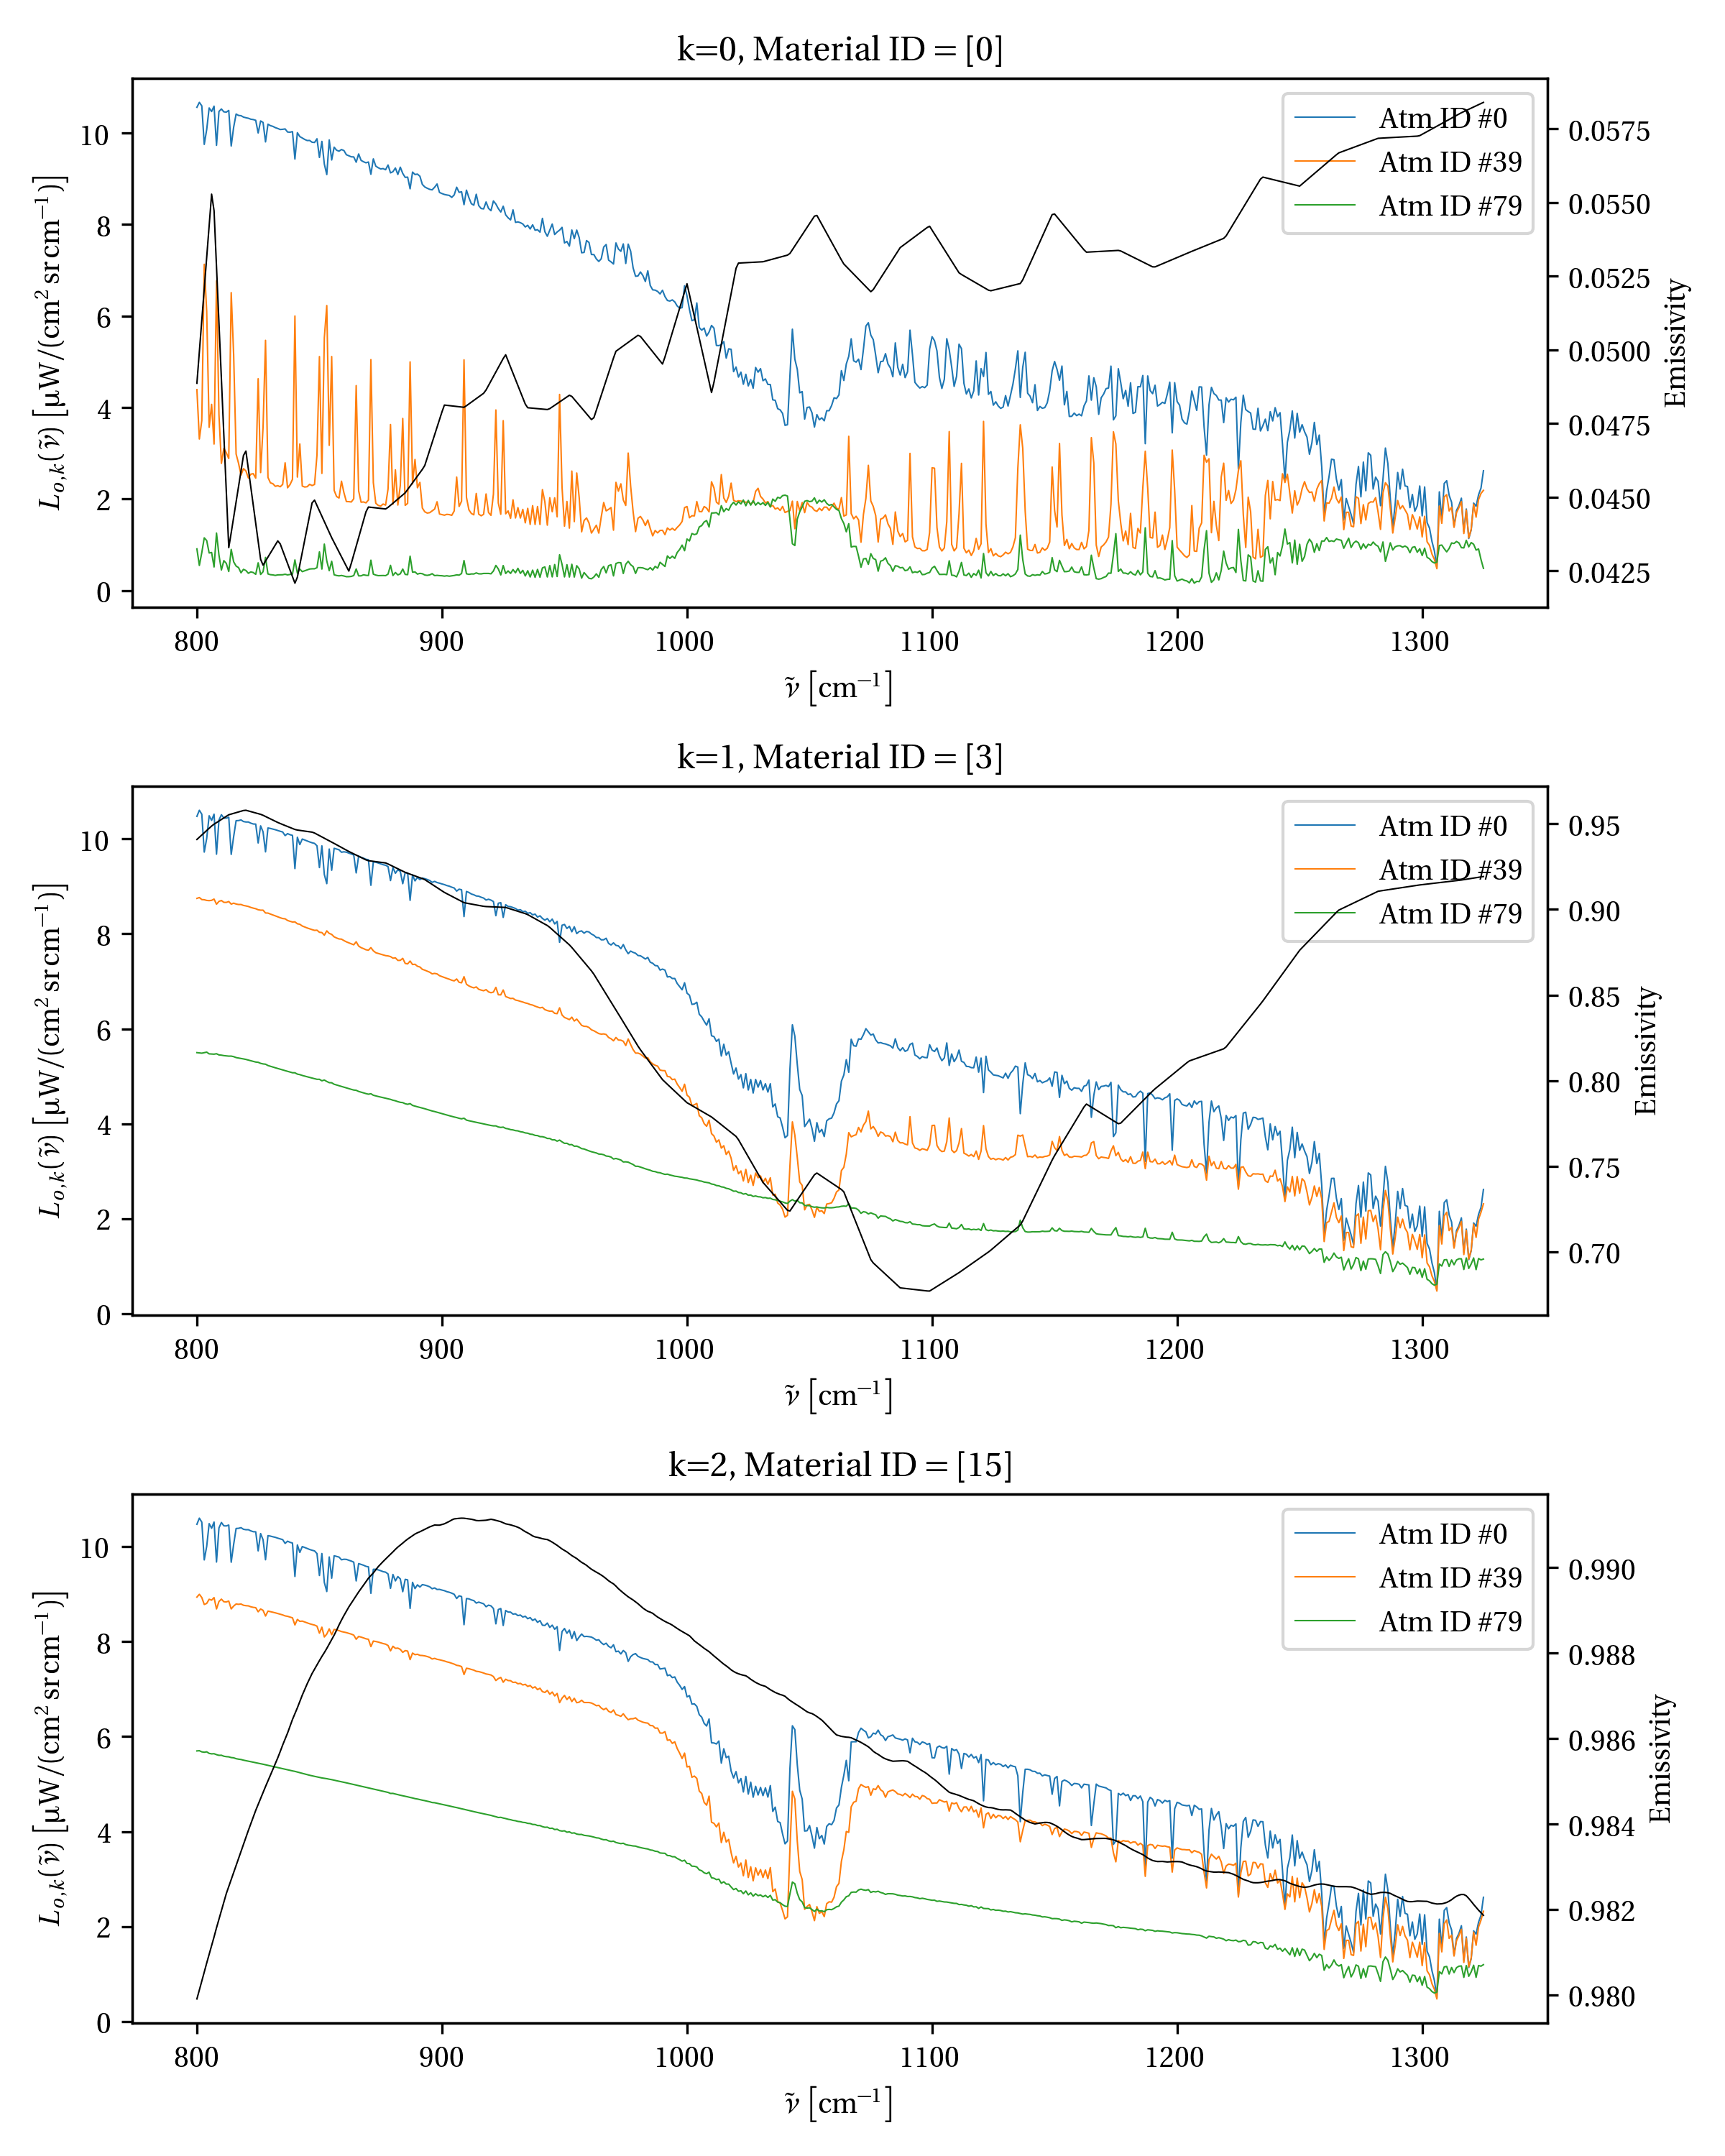 k=0, Material ID = [0]
Atm ID #0
Atm ID #39
Atm ID #79
10
8
6
4
2
0
L_{o,k}(ν̃) [µW/(cm² srcm⁻¹)]
0.0575
0.0550
0.0525
0.0500
0.0475
0.0450
0.0425
Emissivity
800 900 1000 1100 1200 1300
ν̃ [cm⁻¹]
k=1, Material ID = [3]
Atm ID #0
Atm ID #39
Atm ID #79
10
8
6
4
2
0
L_{o,k}(ν̃) [µW/(cm² srcm⁻¹)]
0.95
0.90
0.85
0.80
0.75
0.70
Emissivity
800 900 1000 1100 1200 1300
ν̃ [cm⁻¹]
k=2, Material ID = [15]
Atm ID #0
Atm ID #39
Atm ID #79
10
8
6
4
2
0
L_{o,k}(ν̃) [µW/(cm² srcm⁻¹)]
0.990
0.988
0.986
0.984
0.982
0.980
Emissivity
800 900 1000 1100 1200 1300
ν̃ [cm⁻¹]